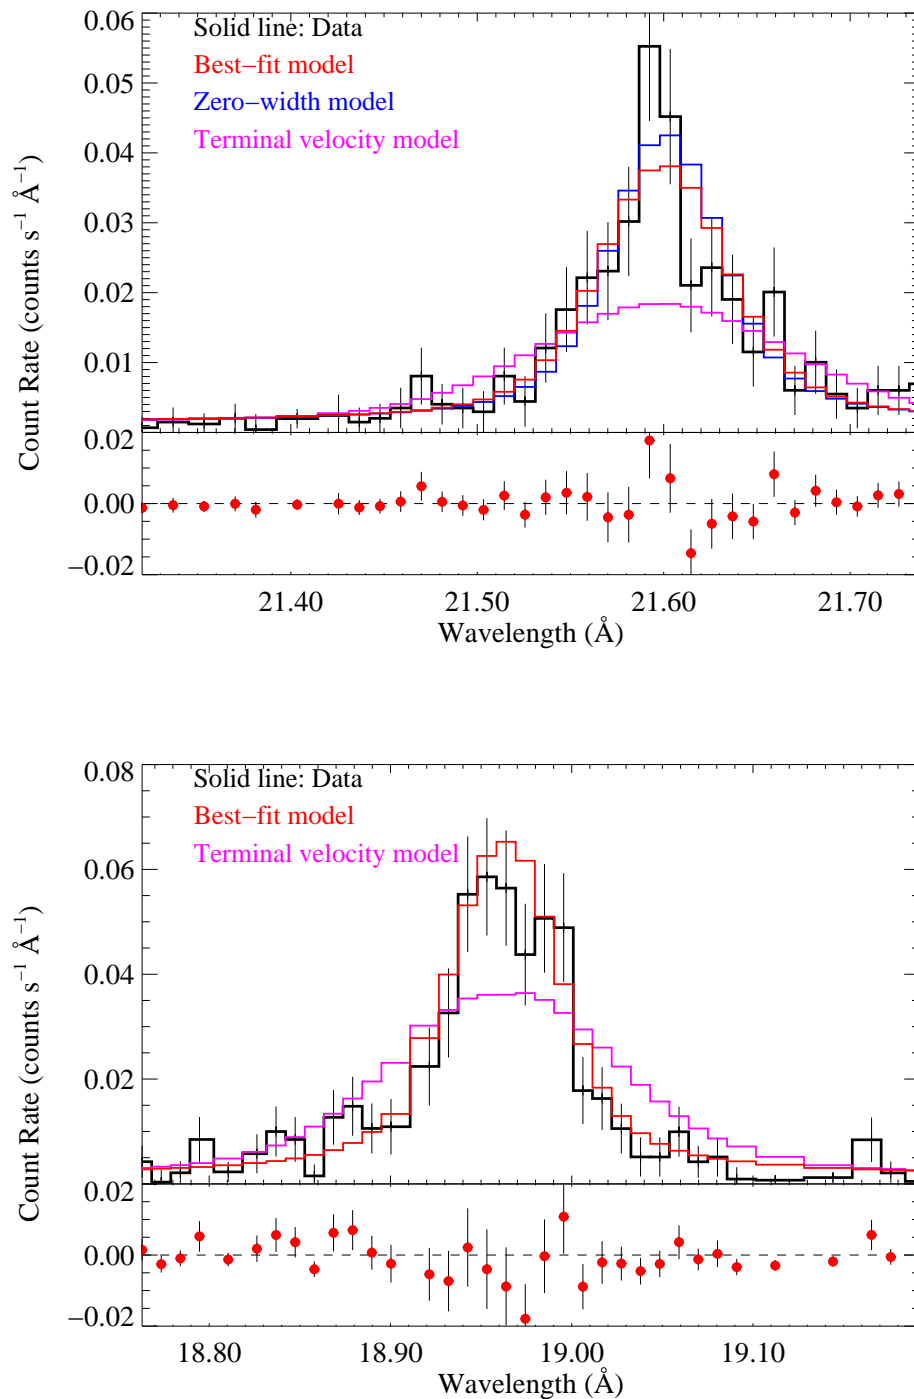 Solid line: Data
Best−fit model
Zero−width model
Terminal velocity model
0.06
0.05
0.04
0.03
0.02
0.01
Count Rate (counts s⁻¹ Å⁻¹)
0.02
0.00
−0.02
21.40 21.50 21.60 21.70
Wavelength (Å)
Solid line: Data
Best−fit model
Terminal velocity model
0.08
0.06
0.04
0.02
Count Rate (counts s⁻¹ Å⁻¹)
0.02
0.00
−0.02
18.80 18.90 19.00 19.10
Wavelength (Å)